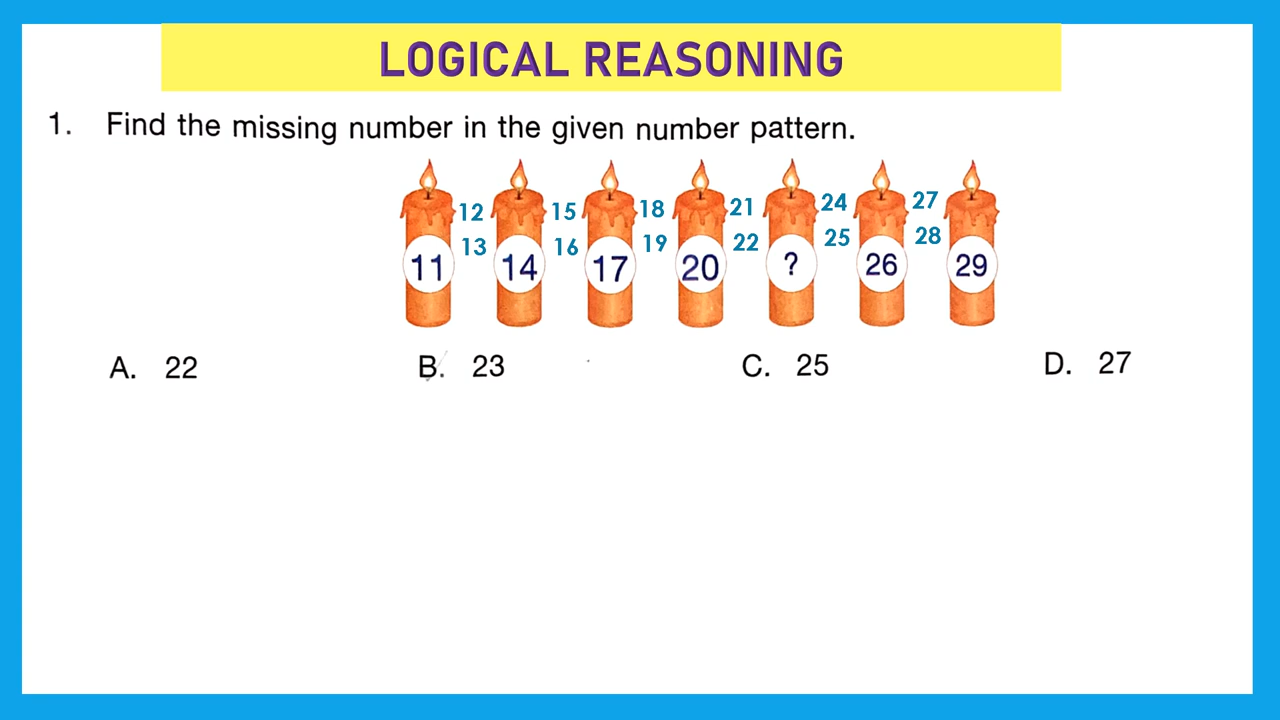 LOGICAL REASONING
1. Find the missing number in the given number pattern.
12 15 18 21 24 27
13 16 19 22 25 28
11 14 17 20 ? 26 29
A. 22 B. 23 C. 25 D. 27